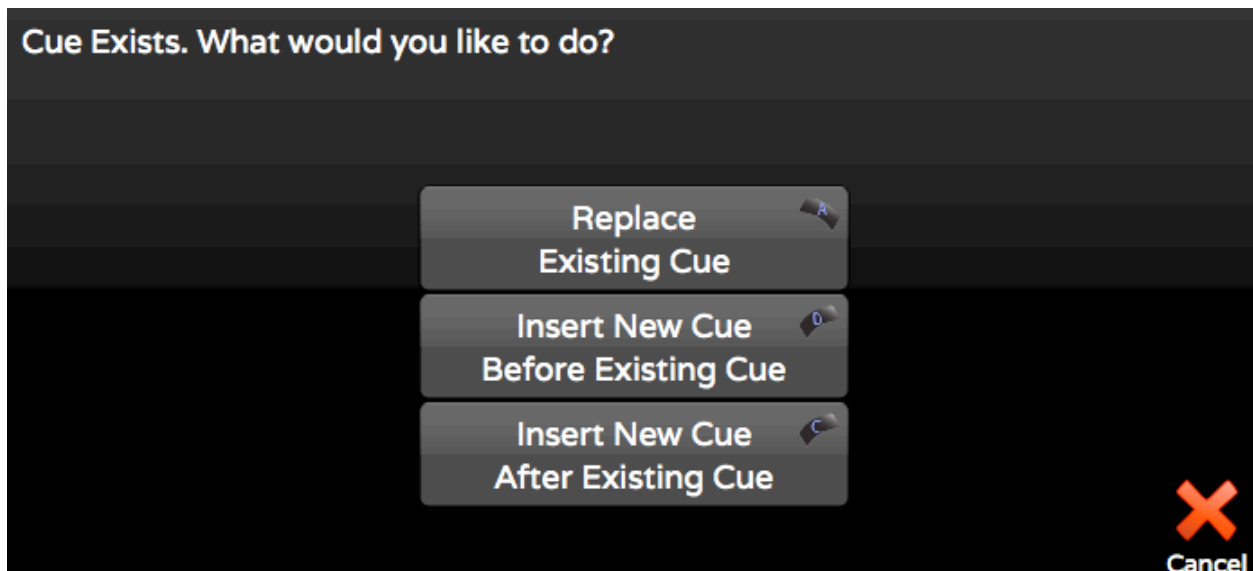 Cue Exists. What would you like to do?
Replace A
Existing Cue
Insert New Cue D
Before Existing Cue
Insert New Cue C
After Existing Cue
Cancel